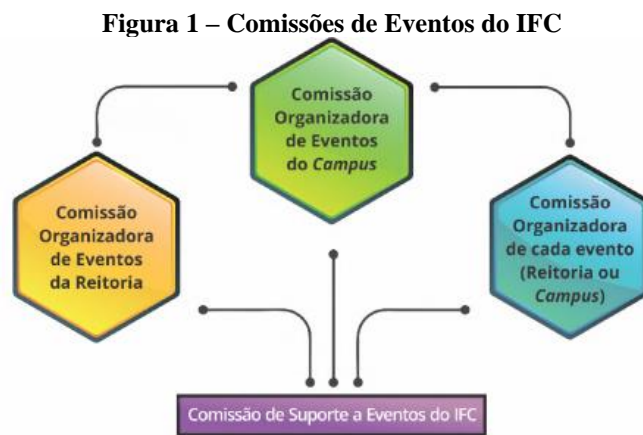 Figura 1 – Comissões de Eventos do IFC
Comissão
Organizadora
de Eventos
do Campus
Comissão
Organizadora
de Eventos
da Reitoria
Comissão
Organizadora
de cada evento
(Reitoria ou
Campus)
Comissão de Suporte a Eventos do IFC